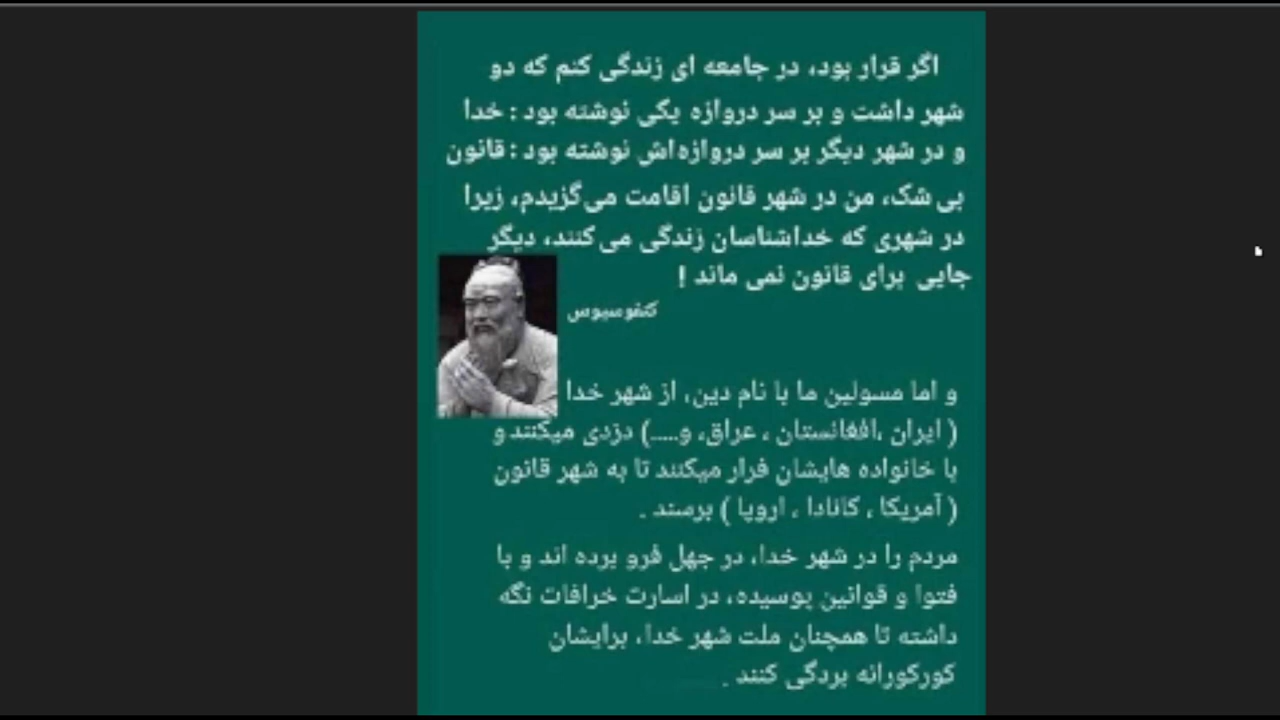 اگر قرار بود، در جامعه ای زندگی کنم که دو
شهر داشت و بر سر دروازه یکی نوشته بود : خدا
و در شهر دیگر بر سر دروازه‌اش نوشته بود : قانون
بی شک، من در شهر قانون اقامت می‌گزیدم، زیرا
در شهری که خداشناسان زندگی می‌کنند، دیگر
جایی برای قانون نمی ماند !
کنفوسیوس
و اما مسولین ما با نام دین، از شهر خدا
( ایران ،افغانستان ، عراق، و.....) دزدی میکنند و
با خانواده هایشان فرار میکنند تا به شهر قانون
( آمریکا ، کانادا ، اروپا ) برسند .
مردم را در شهر خدا، در جهل فرو برده اند و با
فتوا و قوانین پوسیده، در اسارت خرافات نگه
داشته تا همچنان ملت شهر خدا، برایشان
کورکورانه بردگی کنند .